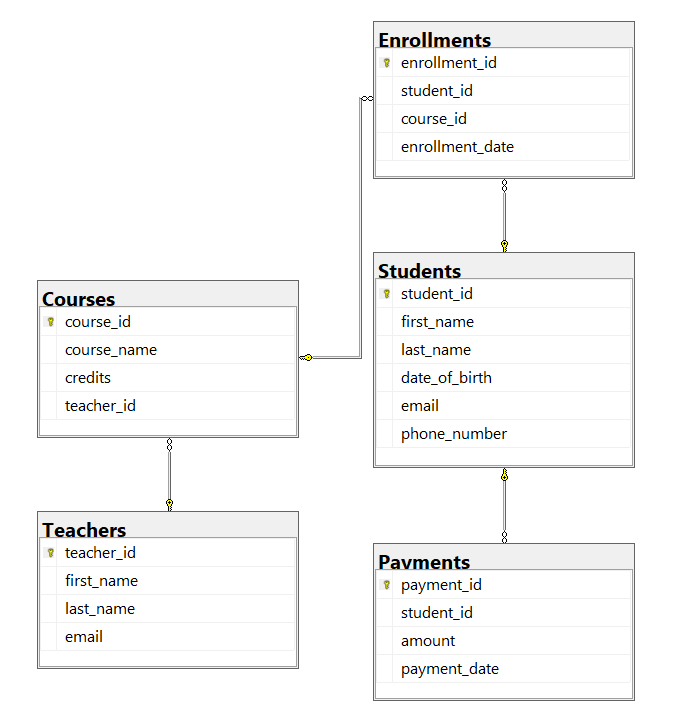 Enrollments
enrollment_id
student_id
course_id
enrollment_date
Students
student_id
first_name
last_name
date_of_birth
email
phone_number
Courses
course_id
course_name
credits
teacher_id
Teachers
teacher_id
first_name
last_name
email
Payments
payment_id
student_id
amount
payment_date